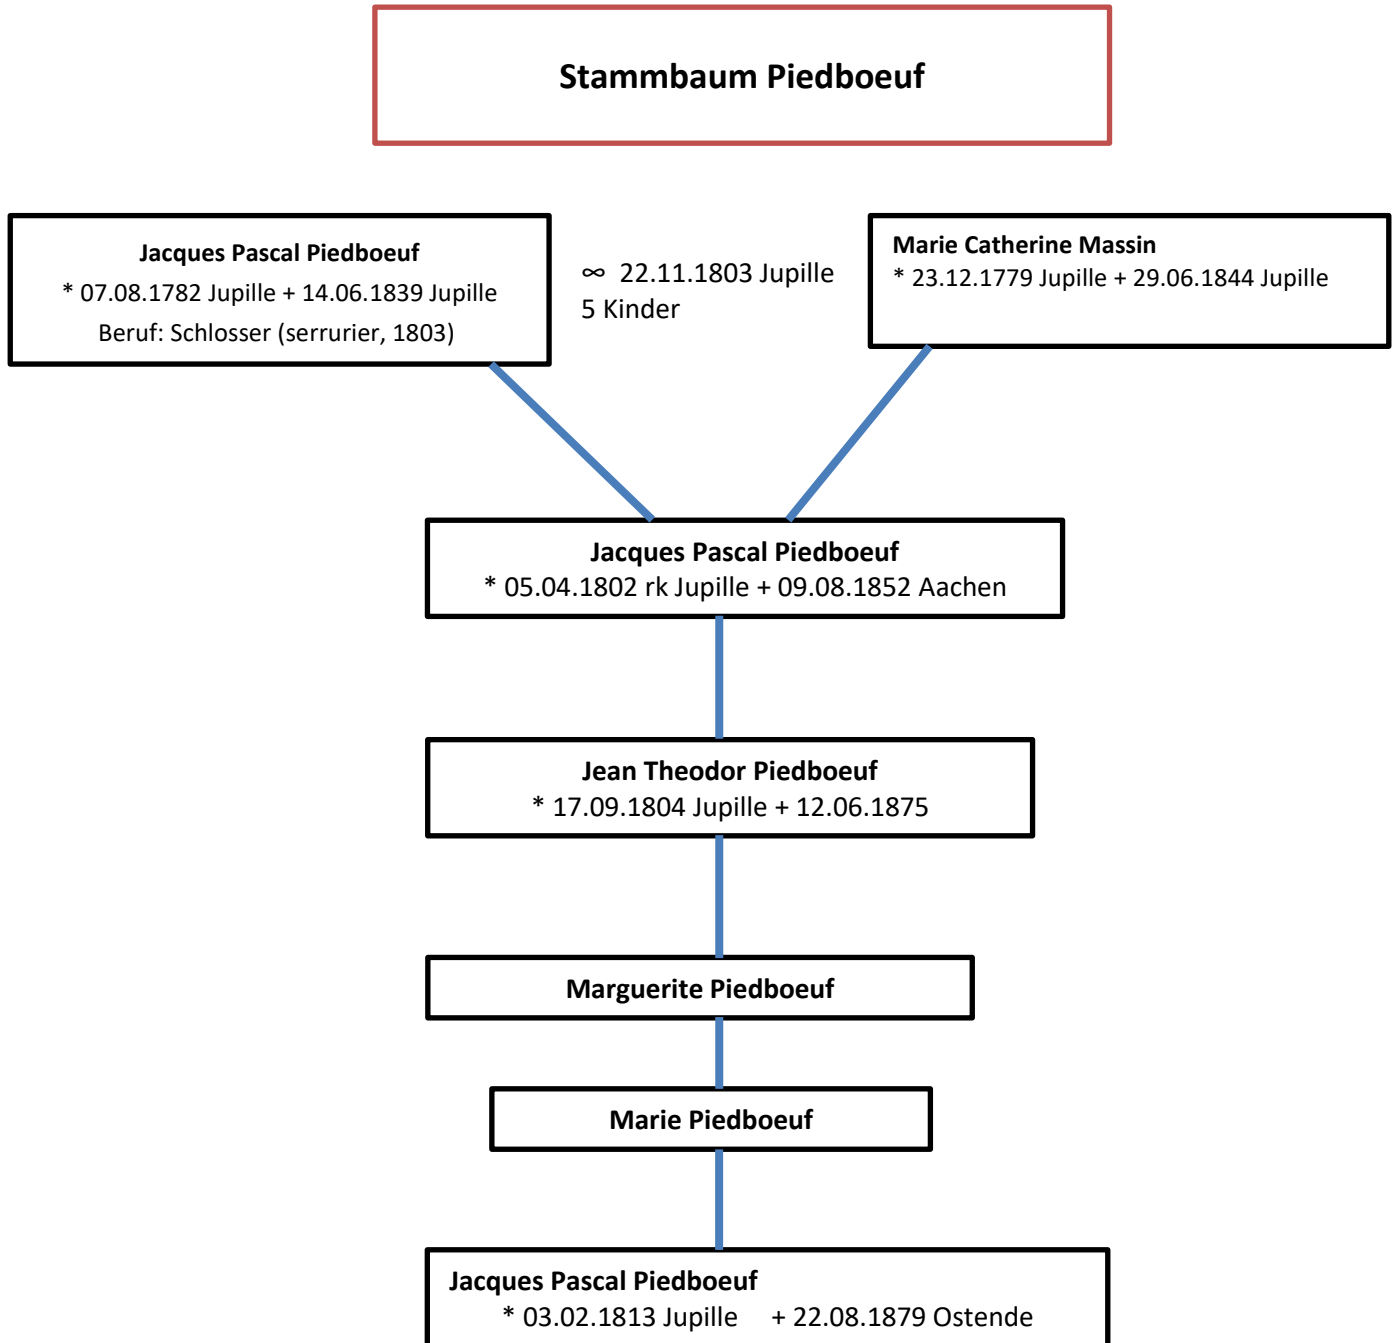 Stammbaum Piedboeuf
Jacques Pascal Piedboeuf
* 07.08.1782 Jupille + 14.06.1839 Jupille
Beruf: Schlosser (serrurier, 1803)
∞ 22.11.1803 Jupille
5 Kinder
Marie Catherine Massin
* 23.12.1779 Jupille + 29.06.1844 Jupille
Jacques Pascal Piedboeuf
* 05.04.1802 rk Jupille + 09.08.1852 Aachen
Jean Theodor Piedboeuf
* 17.09.1804 Jupille + 12.06.1875
Marguerite Piedboeuf
Marie Piedboeuf
Jacques Pascal Piedboeuf
* 03.02.1813 Jupille + 22.08.1879 Ostende